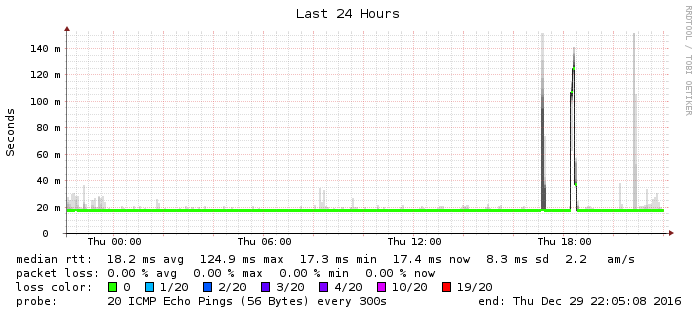 Last 24 Hours
RRDTOOL / TOBI OETIKER
Seconds
140 m
120 m
100 m
80 m
60 m
40 m
20 m
0
Thu 00:00 Thu 06:00 Thu 12:00 Thu 18:00
median rtt: 18.2 ms avg 124.9 ms max 17.3 ms min 17.4 ms now 8.3 ms sd 2.2 am/s
packet loss: 0.00 % avg 0.00 % max 0.00 % min 0.00 % now
loss color: 0 1/20 2/20 3/20 4/20 10/20 19/20
probe: 20 ICMP Echo Pings (56 Bytes) every 300s end: Thu Dec 29 22:05:08 2016